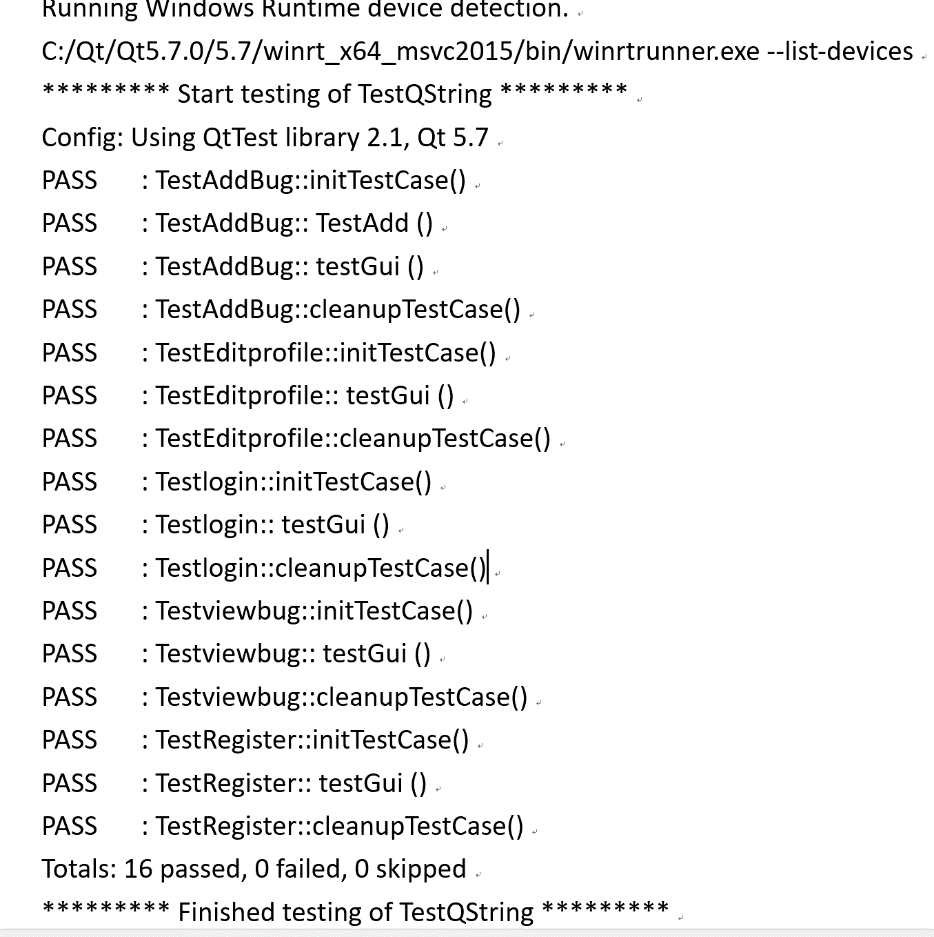 Running Windows Runtime device detection.
C:/Qt/Qt5.7.0/5.7/winrt_x64_msvc2015/bin/winrtrunner.exe --list-devices
********* Start testing of TestQString *********
Config: Using QtTest library 2.1, Qt 5.7
PASS : TestAddBug::initTestCase()
PASS : TestAddBug:: TestAdd ()
PASS : TestAddBug:: testGui ()
PASS : TestAddBug::cleanupTestCase()
PASS : TestEditprofile::initTestCase()
PASS : TestEditprofile:: testGui ()
PASS : TestEditprofile::cleanupTestCase()
PASS : Testlogin::initTestCase()
PASS : Testlogin:: testGui ()
PASS : Testlogin::cleanupTestCase()
PASS : Testviewbug::initTestCase()
PASS : Testviewbug:: testGui ()
PASS : Testviewbug::cleanupTestCase()
PASS : TestRegister::initTestCase()
PASS : TestRegister:: testGui ()
PASS : TestRegister::cleanupTestCase()
Totals: 16 passed, 0 failed, 0 skipped
********* Finished testing of TestQString *********